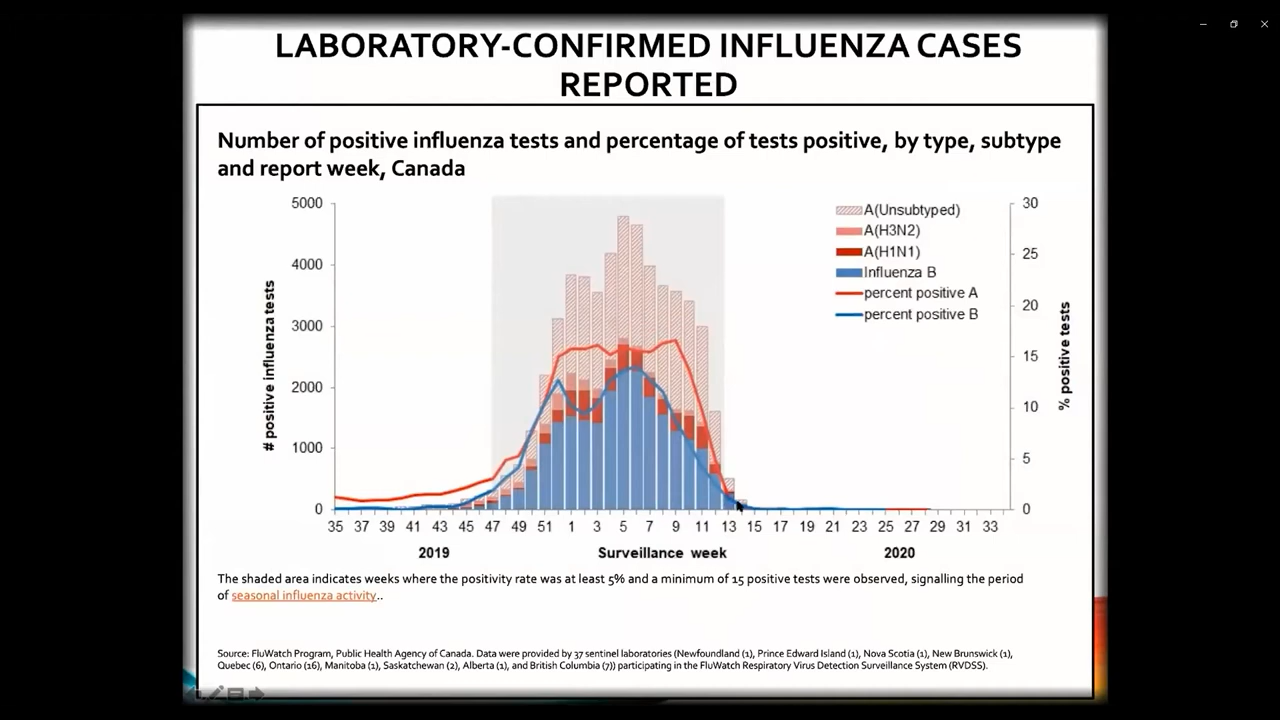 LABORATORY-CONFIRMED INFLUENZA CASES
REPORTED
Number of positive influenza tests and percentage of tests positive, by type, subtype
and report week, Canada
5000
4000
3000
2000
1000
0
# positive influenza tests
A(Unsubtyped)
A(H3N2)
A(H1N1)
Influenza B
percent positive A
percent positive B
30
25
20
15
10
5
0
% positive tests
35 37 39 41 43 45 47 49 51 1 3 5 7 9 11 13 15 17 19 21 23 25 27 29 31 33
2019 Surveillance week 2020
The shaded area indicates weeks where the positivity rate was at least 5% and a minimum of 15 positive tests were observed, signalling the period
of seasonal influenza activity..
Source: FluWatch Program, Public Health Agency of Canada. Data were provided by 37 sentinel laboratories (Newfoundland (1), Prince Edward Island (1), Nova Scotia (1), New Brunswick (1),
Quebec (6), Ontario (16), Manitoba (1), Saskatchewan (2), Alberta (1), and British Columbia (7)) participating in the FluWatch Respiratory Virus Detection Surveillance System (RVDSS).